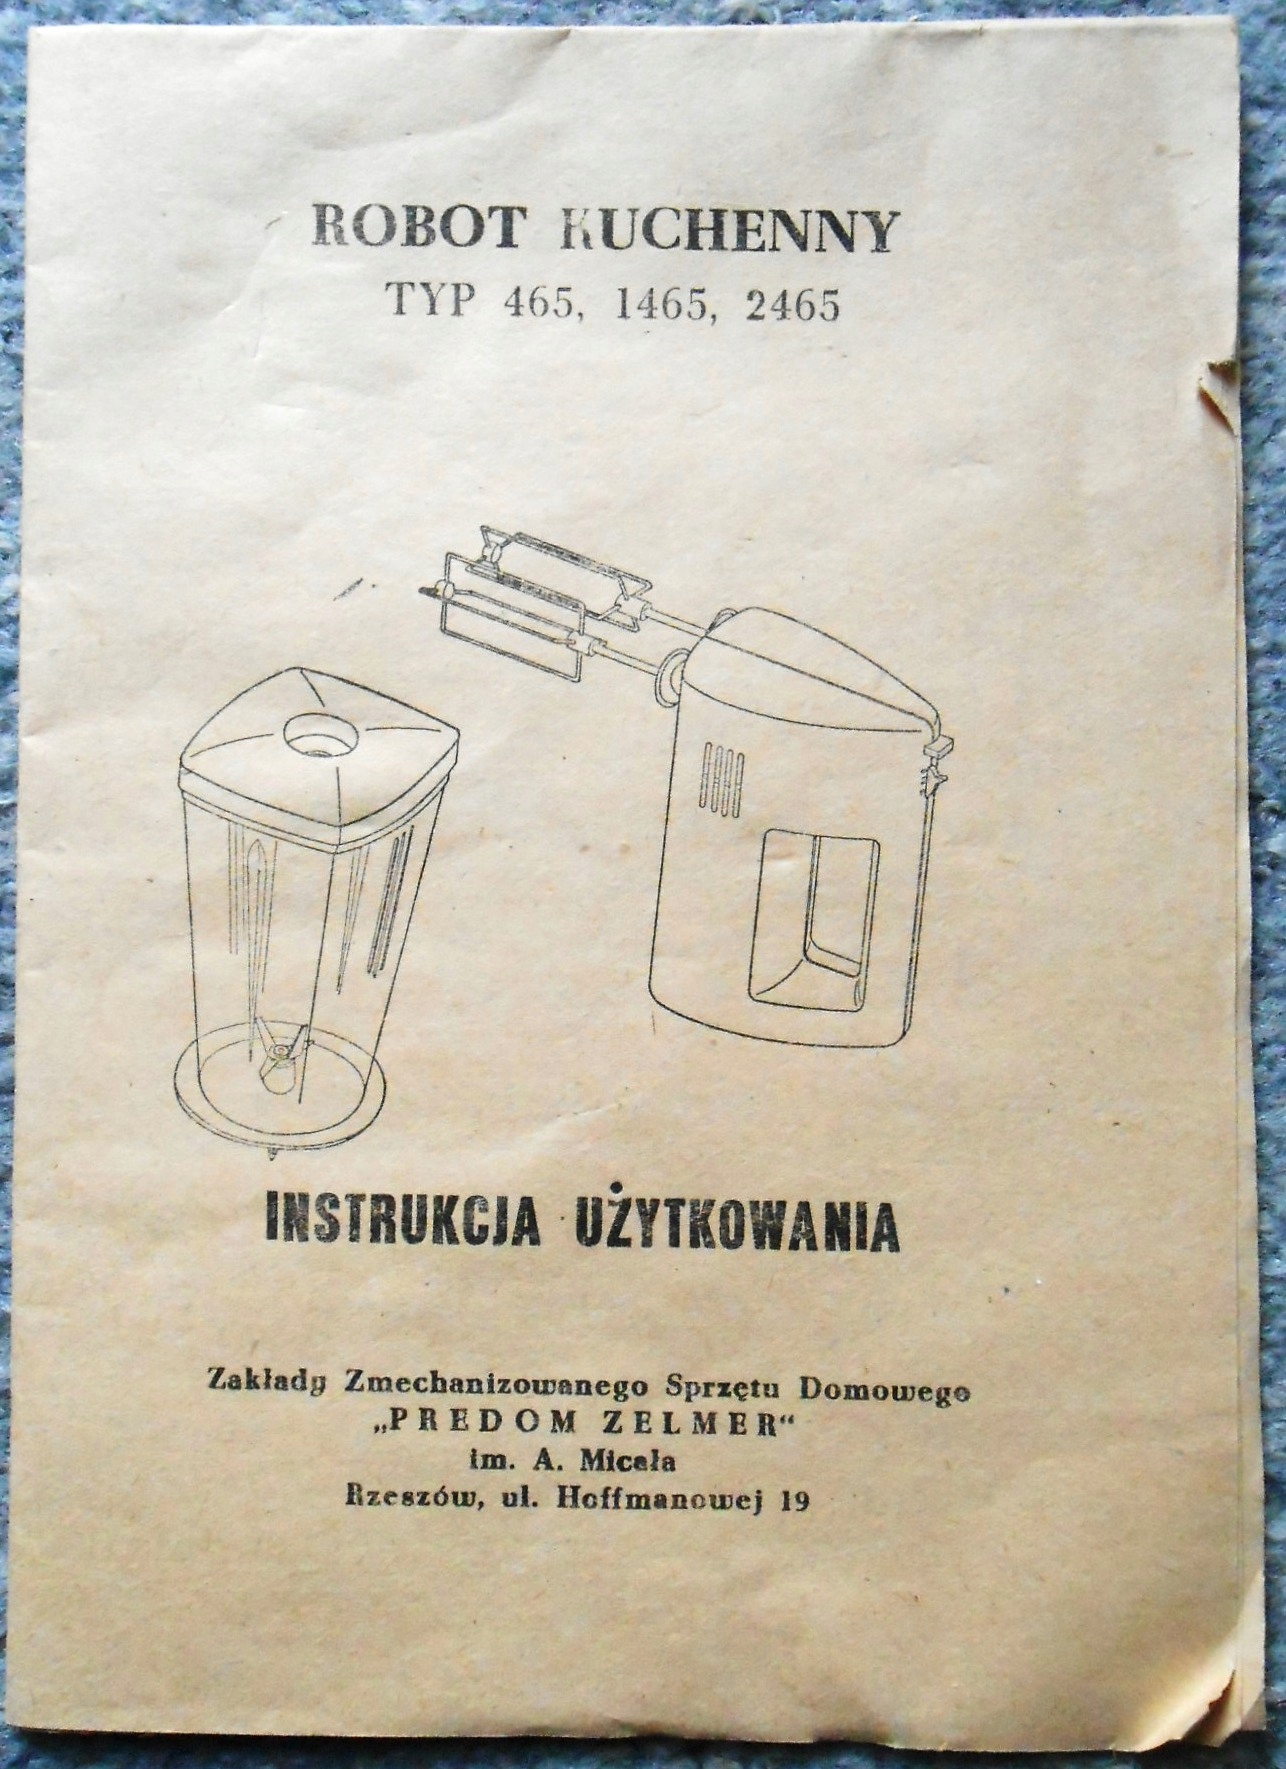 ROBOT KUCHENNY
TYP 465, 1465, 2465
INSTRUKCJA UŻYTKOWANIA
Zakłady Zmechanizowanego Sprzętu Domowego
„PREDOM ZELMER“
im. A. Micała
Rzeszów, ul. Hoffmanowej 19